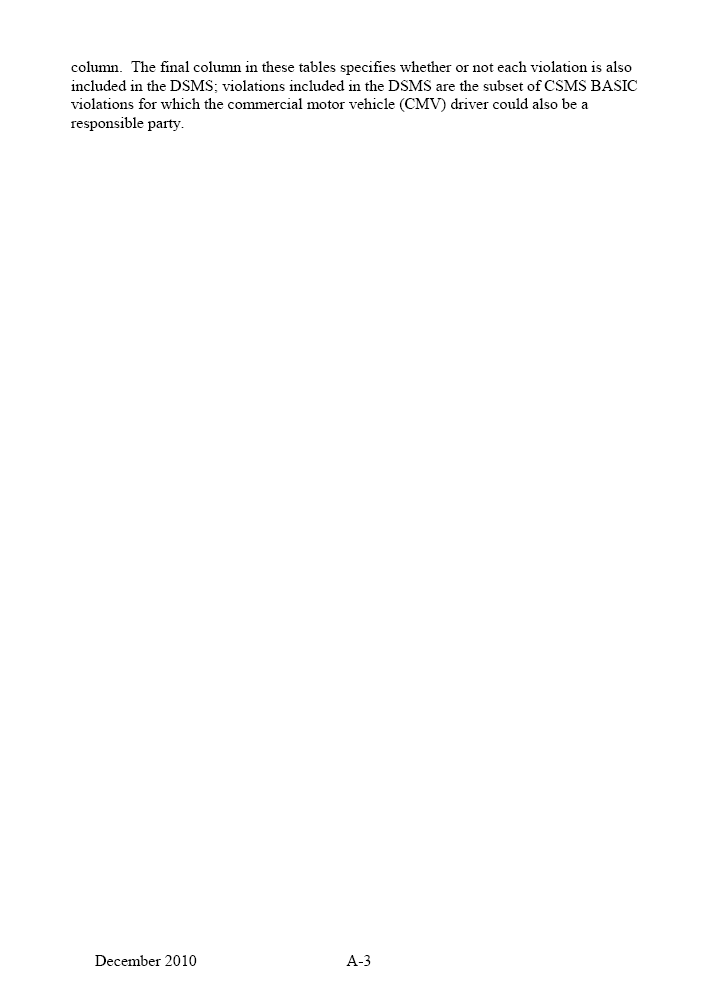 column.  The final column in these tables specifies whether or not each violation is also
included in the DSMS; violations included in the DSMS are the subset of CSMS BASIC
violations for which the commercial motor vehicle (CMV) driver could also be a
responsible party.
December 2010 A-3